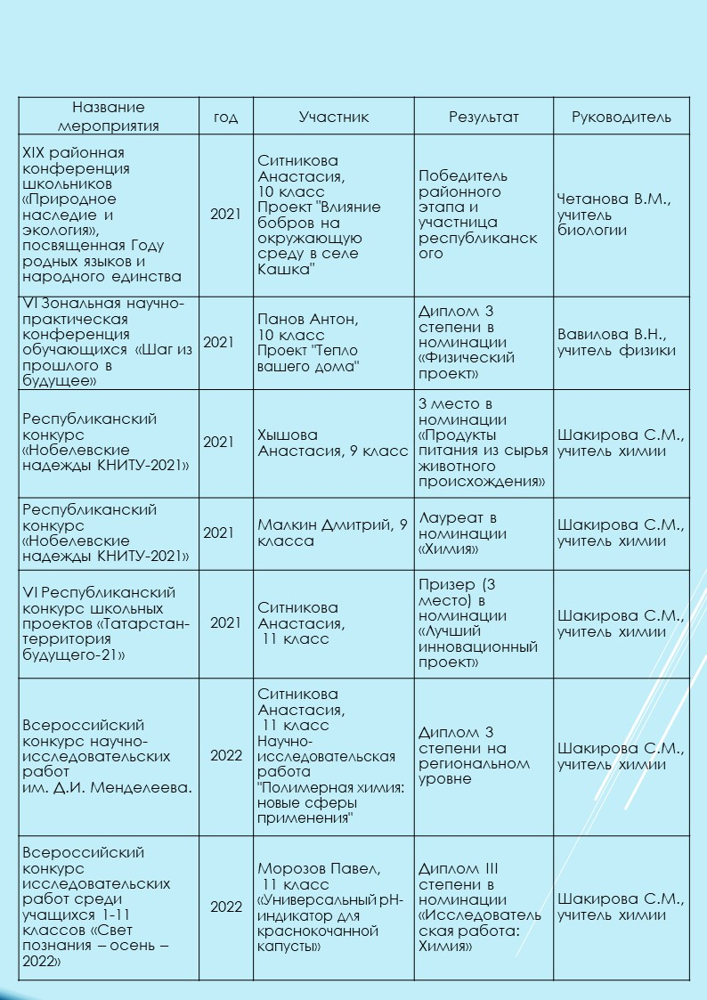 Название
мероприятия
год
Участник
Результат
Руководитель
XIX районная
конференция
школьников
«Природное
наследие и
экология»,
посвященная Году
родных языков и
народного единства
2021
Ситникова
Анастасия,
10 класс
Проект "Влияние
бобров на
окружающую
среду в селе
Кашка"
Победитель
районного
этапа и
участница
республиканск
ого
Четанова В.М.,
учитель
биологии
VI Зональная научно-
практическая
конференция
обучающихся «Шаг из
прошлого в
будущее»
2021
Панов Антон,
10 класс
Проект "Тепло
вашего дома"
Диплом 3
степени в
номинации
«Физический
проект»
Вавилова В.Н.,
учитель физики
Республиканский
конкурс
«Нобелевские
надежды КНИТУ-2021»
2021
Хышова
Анастасия, 9 класс
3 место в
номинации
«Продукты
питания из сырья
животного
происхождения»
Шакирова С.М.,
учитель химии
Республиканский
конкурс
«Нобелевские
надежды КНИТУ-2021»
2021
Малкин Дмитрий, 9
класса
Лауреат в
номинации
«Химия»
Шакирова С.М.,
учитель химии
VI Республиканский
конкурс школьных
проектов «Татарстан-
территория
будущего-21»
2021
Ситникова
Анастасия,
11 класс
Призер (3
место) в
номинации
«Лучший
инновационный
проект»
Шакирова С.М.,
учитель химии
Всероссийский
конкурс научно-
исследовательских
работ
им. Д.И. Менделеева.
2022
Ситникова
Анастасия,
11 класс
Научно-
исследовательская
работа
"Полимерная химия:
новые сферы
применения"
Диплом 3
степени на
региональном
уровне
Шакирова С.М.,
учитель химии
Всероссийский
конкурс
исследовательских
работ среди
учащихся 1-11
классов «Свет
познания – осень –
2022»
2022
Морозов Павел,
11 класс
«Универсальный pH-
индикатор для
краснокочанной
капусты»
Диплом III
степени в
номинации
«Исследователь
ская работа:
Химия»
Шакирова С.М.,
учитель химии